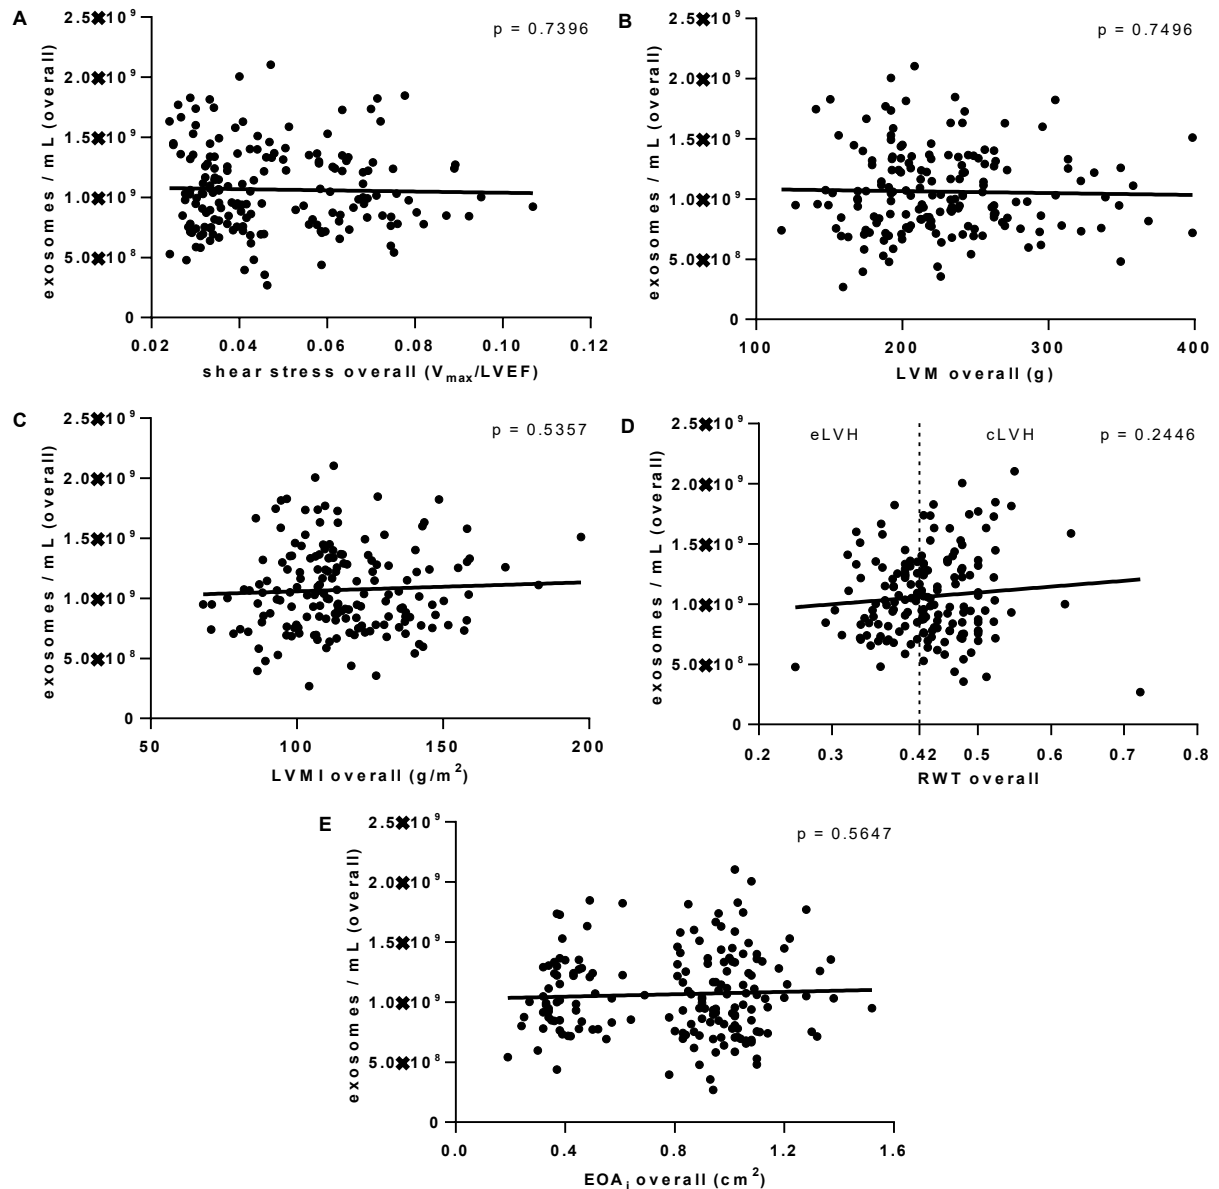 A
p = 0.7396
exosomes / mL (overall)
2.5✖10⁹
2.0✖10⁹
1.5✖10⁹
1.0✖10⁹
5.0✖10⁸
0
0.02 0.04 0.06 0.08 0.10 0.12
shear stress overall (Vmax/LVEF)
B
p = 0.7496
exosomes / mL (overall)
2.5✖10⁹
2.0✖10⁹
1.5✖10⁹
1.0✖10⁹
5.0✖10⁸
0
100 200 300 400
LVM overall (g)
C
p = 0.5357
exosomes / mL (overall)
2.5✖10⁹
2.0✖10⁹
1.5✖10⁹
1.0✖10⁹
5.0✖10⁸
0
50 100 150 200
LVMI overall (g/m²)
D
eLVH cLVH p = 0.2446
exosomes / mL (overall)
2.5✖10⁹
2.0✖10⁹
1.5✖10⁹
1.0✖10⁹
5.0✖10⁸
0
0.2 0.3 0.42 0.5 0.6 0.7 0.8
RWT overall
E
p = 0.5647
exosomes / mL (overall)
2.5✖10⁹
2.0✖10⁹
1.5✖10⁹
1.0✖10⁹
5.0✖10⁸
0
0.0 0.4 0.8 1.2 1.6
EOAi overall (cm²)